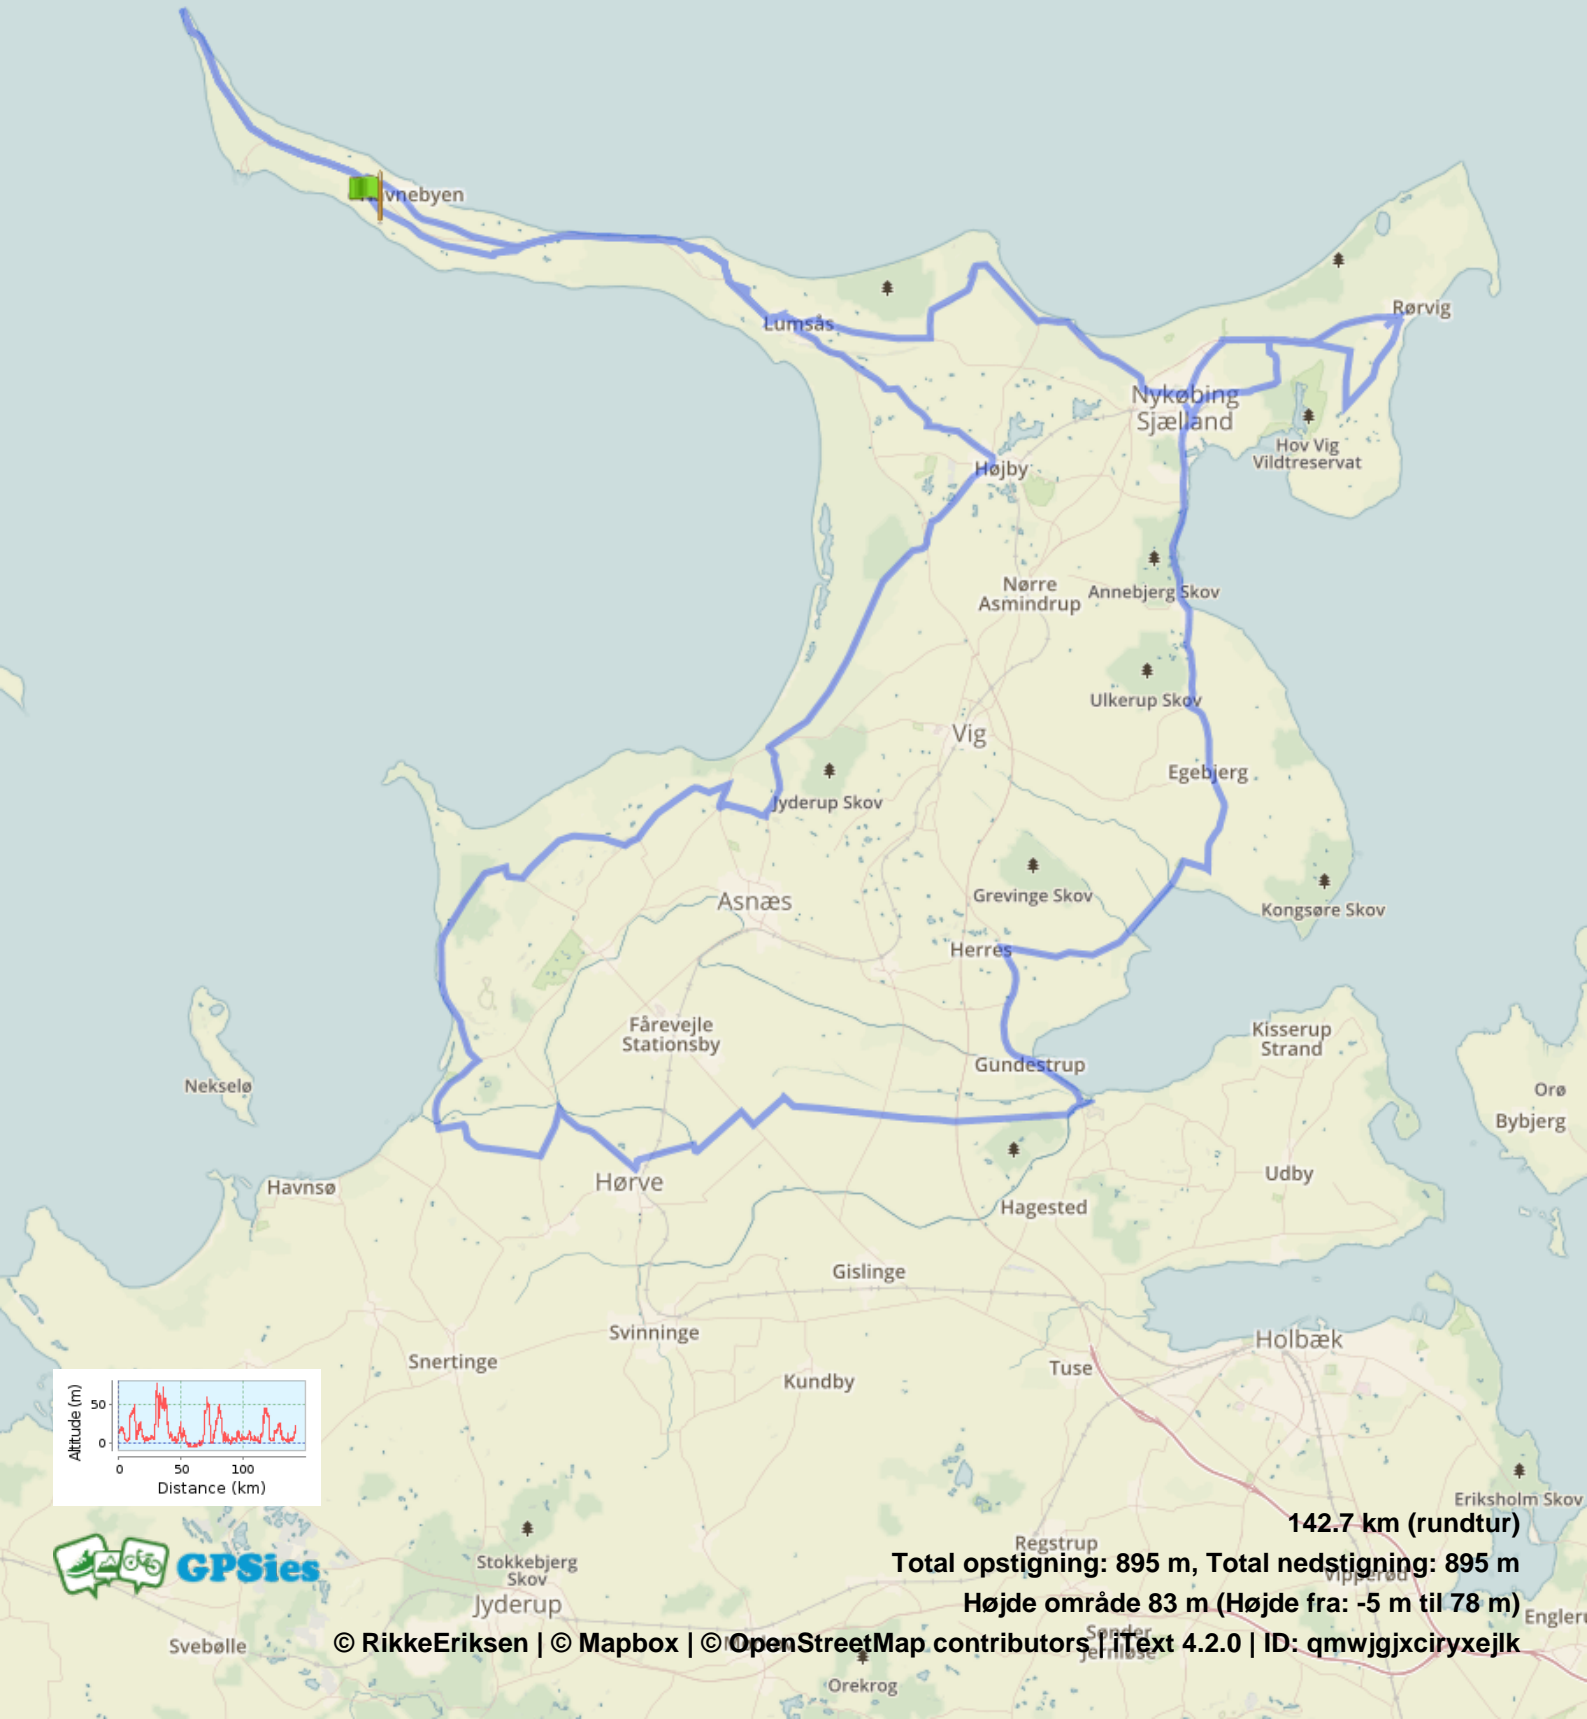 vnebyen
Rørvig
Lumsås
Nykøbing
Sjælland
Hov Vig
Vildtreservat
Højby
Nørre
Asmindrup
Annebjerg Skov
Ulkerup Skov
Vig
Egebjerg
Jyderup Skov
Grevinge Skov
Asnæs
Kongsøre Skov
Herres
Fårevejle
Stationsby
Kisserup
Strand
Gundestrup
Nekselø
Orø
Bybjerg
Havnsø
Hørve
Udby
Hagested
Gislinge
Svinninge
Holbæk
Snertinge
Tuse
Kundby
Altitude (m)
50
0
0 50 100
Distance (km)
Eriksholm Skov
142.7 km (rundtur)
Regstrup
GPSies
Stokkebjerg
Skov
Total opstigning: 895 m, Total nedstigning: 895 m
Vipperød
Jyderup
Højde område 83 m (Højde fra: -5 m til 78 m)
Engleru
Svebølle
© RikkeEriksen | © Mapbox | © OpenStreetMap contributors | iText 4.2.0 | ID: qmwjgjxciryxejlk
Sønder
Jernløse
Orekrog